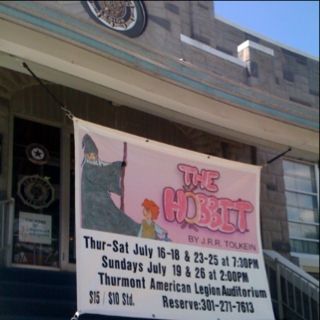 THE
HOBBIT
BY J.R.R. TOLKEIN
Thur-Sat July 16-18 & 23-25 at 7:30PM
Sundays July 19 & 26 at 2:00PM
Thurmont American Legion Auditorium
$15 / $10 Std. Reserve:301-271-7613